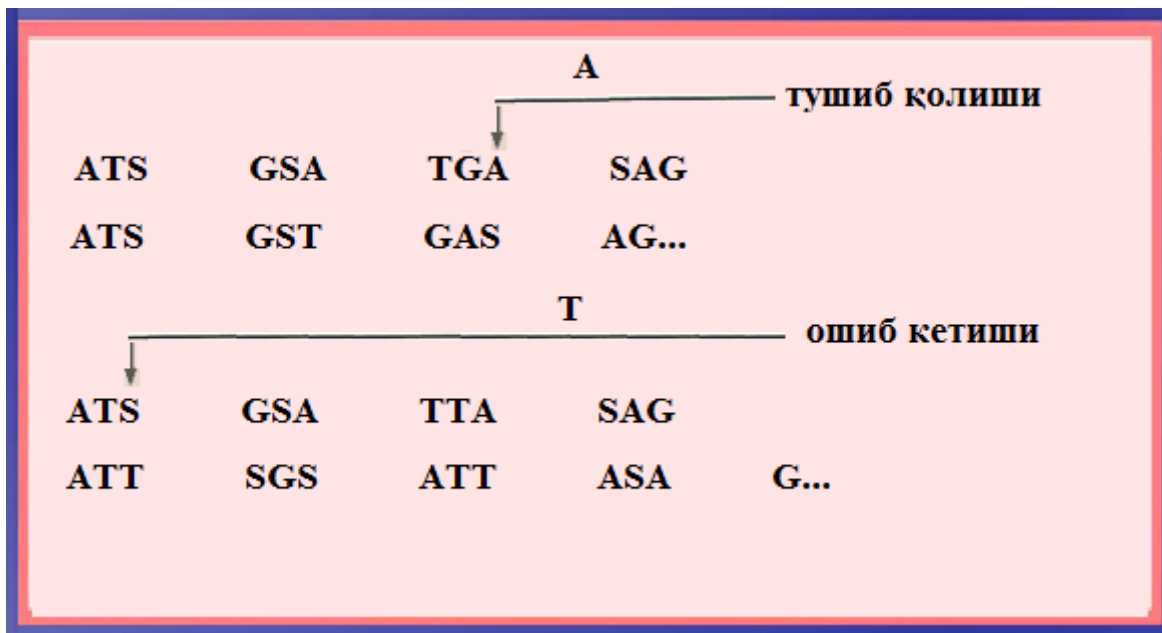 A
тушиб қолиши
ATS GSA TGA SAG
ATS GST GAS AG...
T
ошиб кетиши
ATS GSA TTA SAG
ATT SGS ATT ASA G...